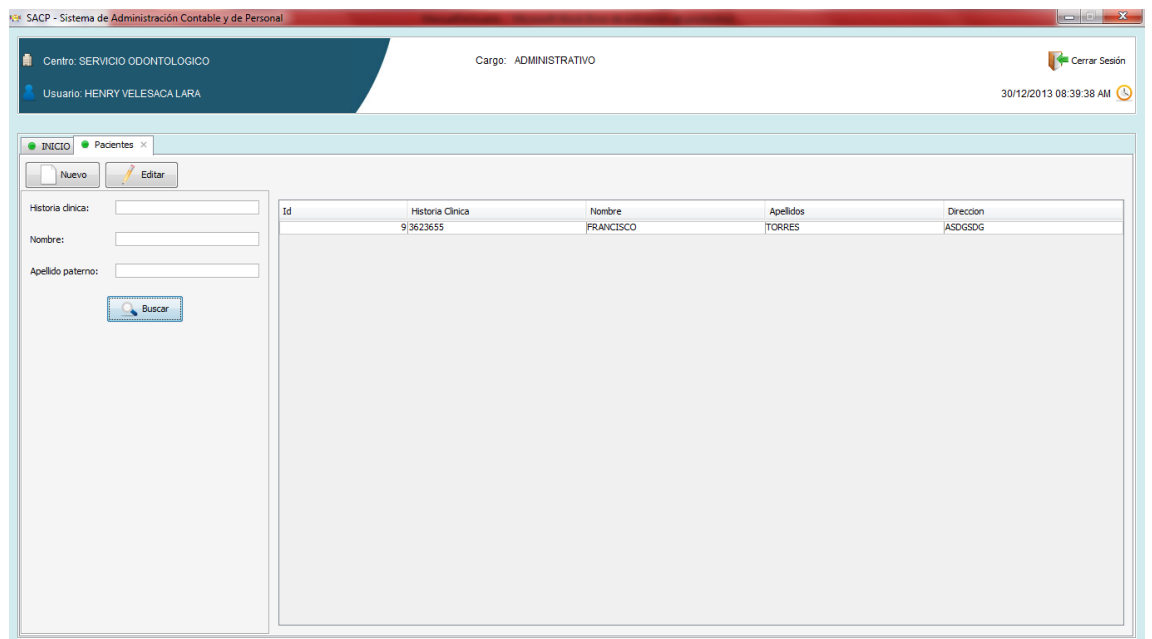 SACP - Sistema de Administración Contable y de Personal
Centro: SERVICIO ODONTOLOGICO
Cargo: ADMINISTRATIVO
Cerrar Sesión
Usuario: HENRY VELESACA LARA
30/12/2013 08:39:38 AM
INICIO Pacientes
Nuevo Editar
Historia clinica:
Nombre:
Apellido paterno:
Buscar
Id Historia Clinica Nombre Apellidos Direccion
9 3623655 FRANCISCO TORRES ASDGSDG